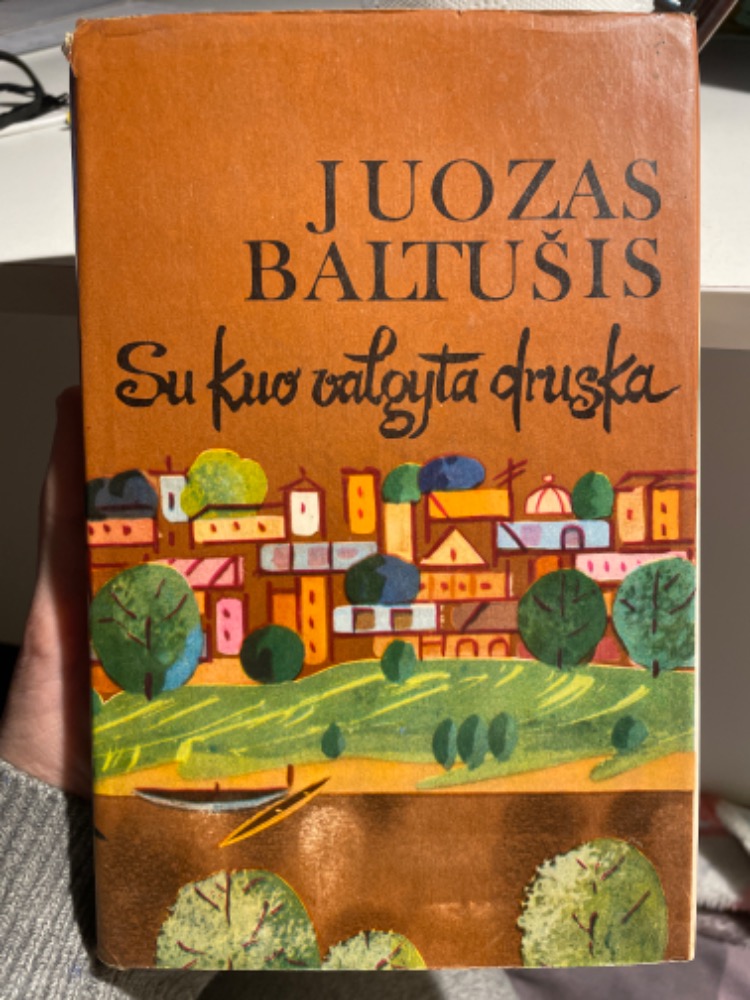 JUOZAS
BALTUŠIS
Su kuo valgyta druska